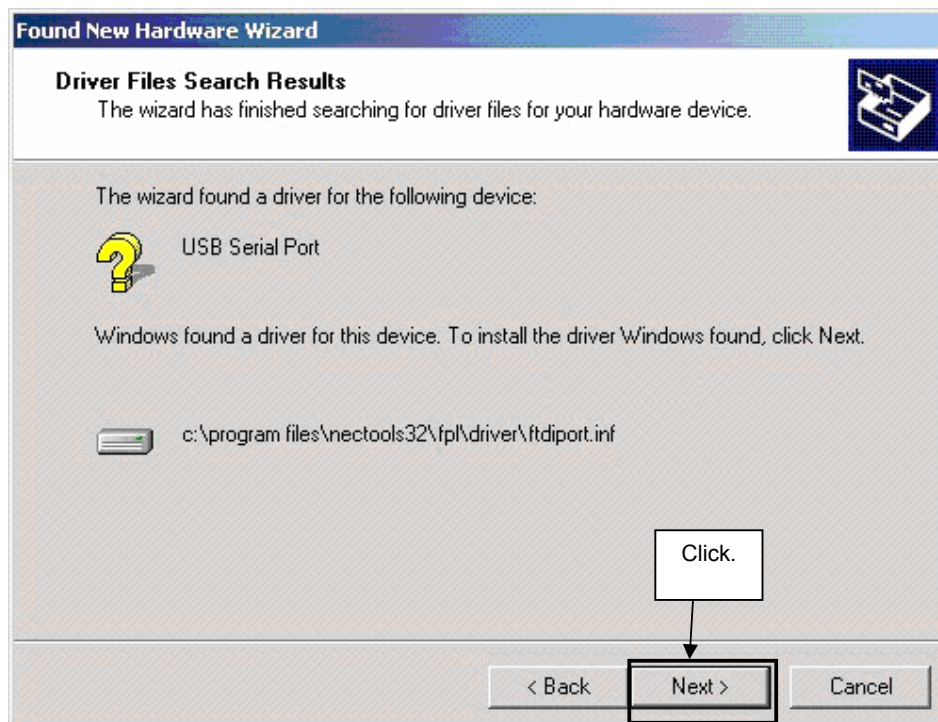 Found New Hardware Wizard
Driver Files Search Results
The wizard has finished searching for driver files for your hardware device.
The wizard found a driver for the following device:
USB Serial Port
Windows found a driver for this device. To install the driver Windows found, click Next.
c:\program files\nectools32\fpl\driver\ftdiport.inf
Click.
< Back
Next >
Cancel